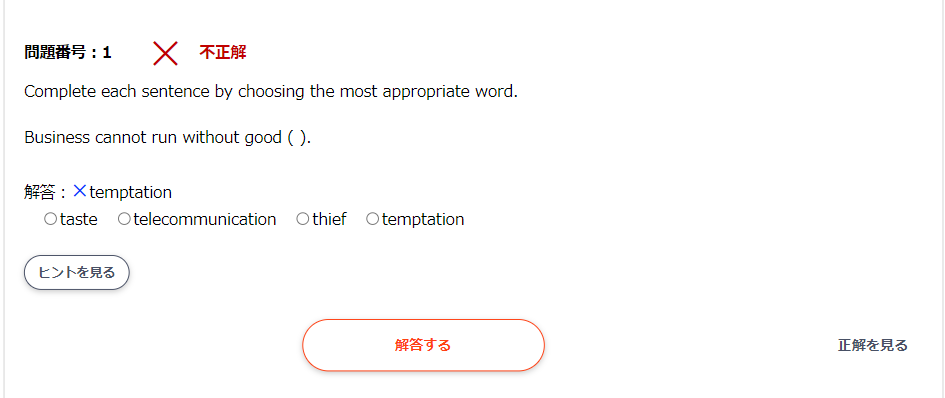 問題番号：1 不正解
Complete each sentence by choosing the most appropriate word.
Business cannot run without good ( ).
解答：×temptation
taste telecommunication thief temptation
ヒントを見る
解答する 正解を見る